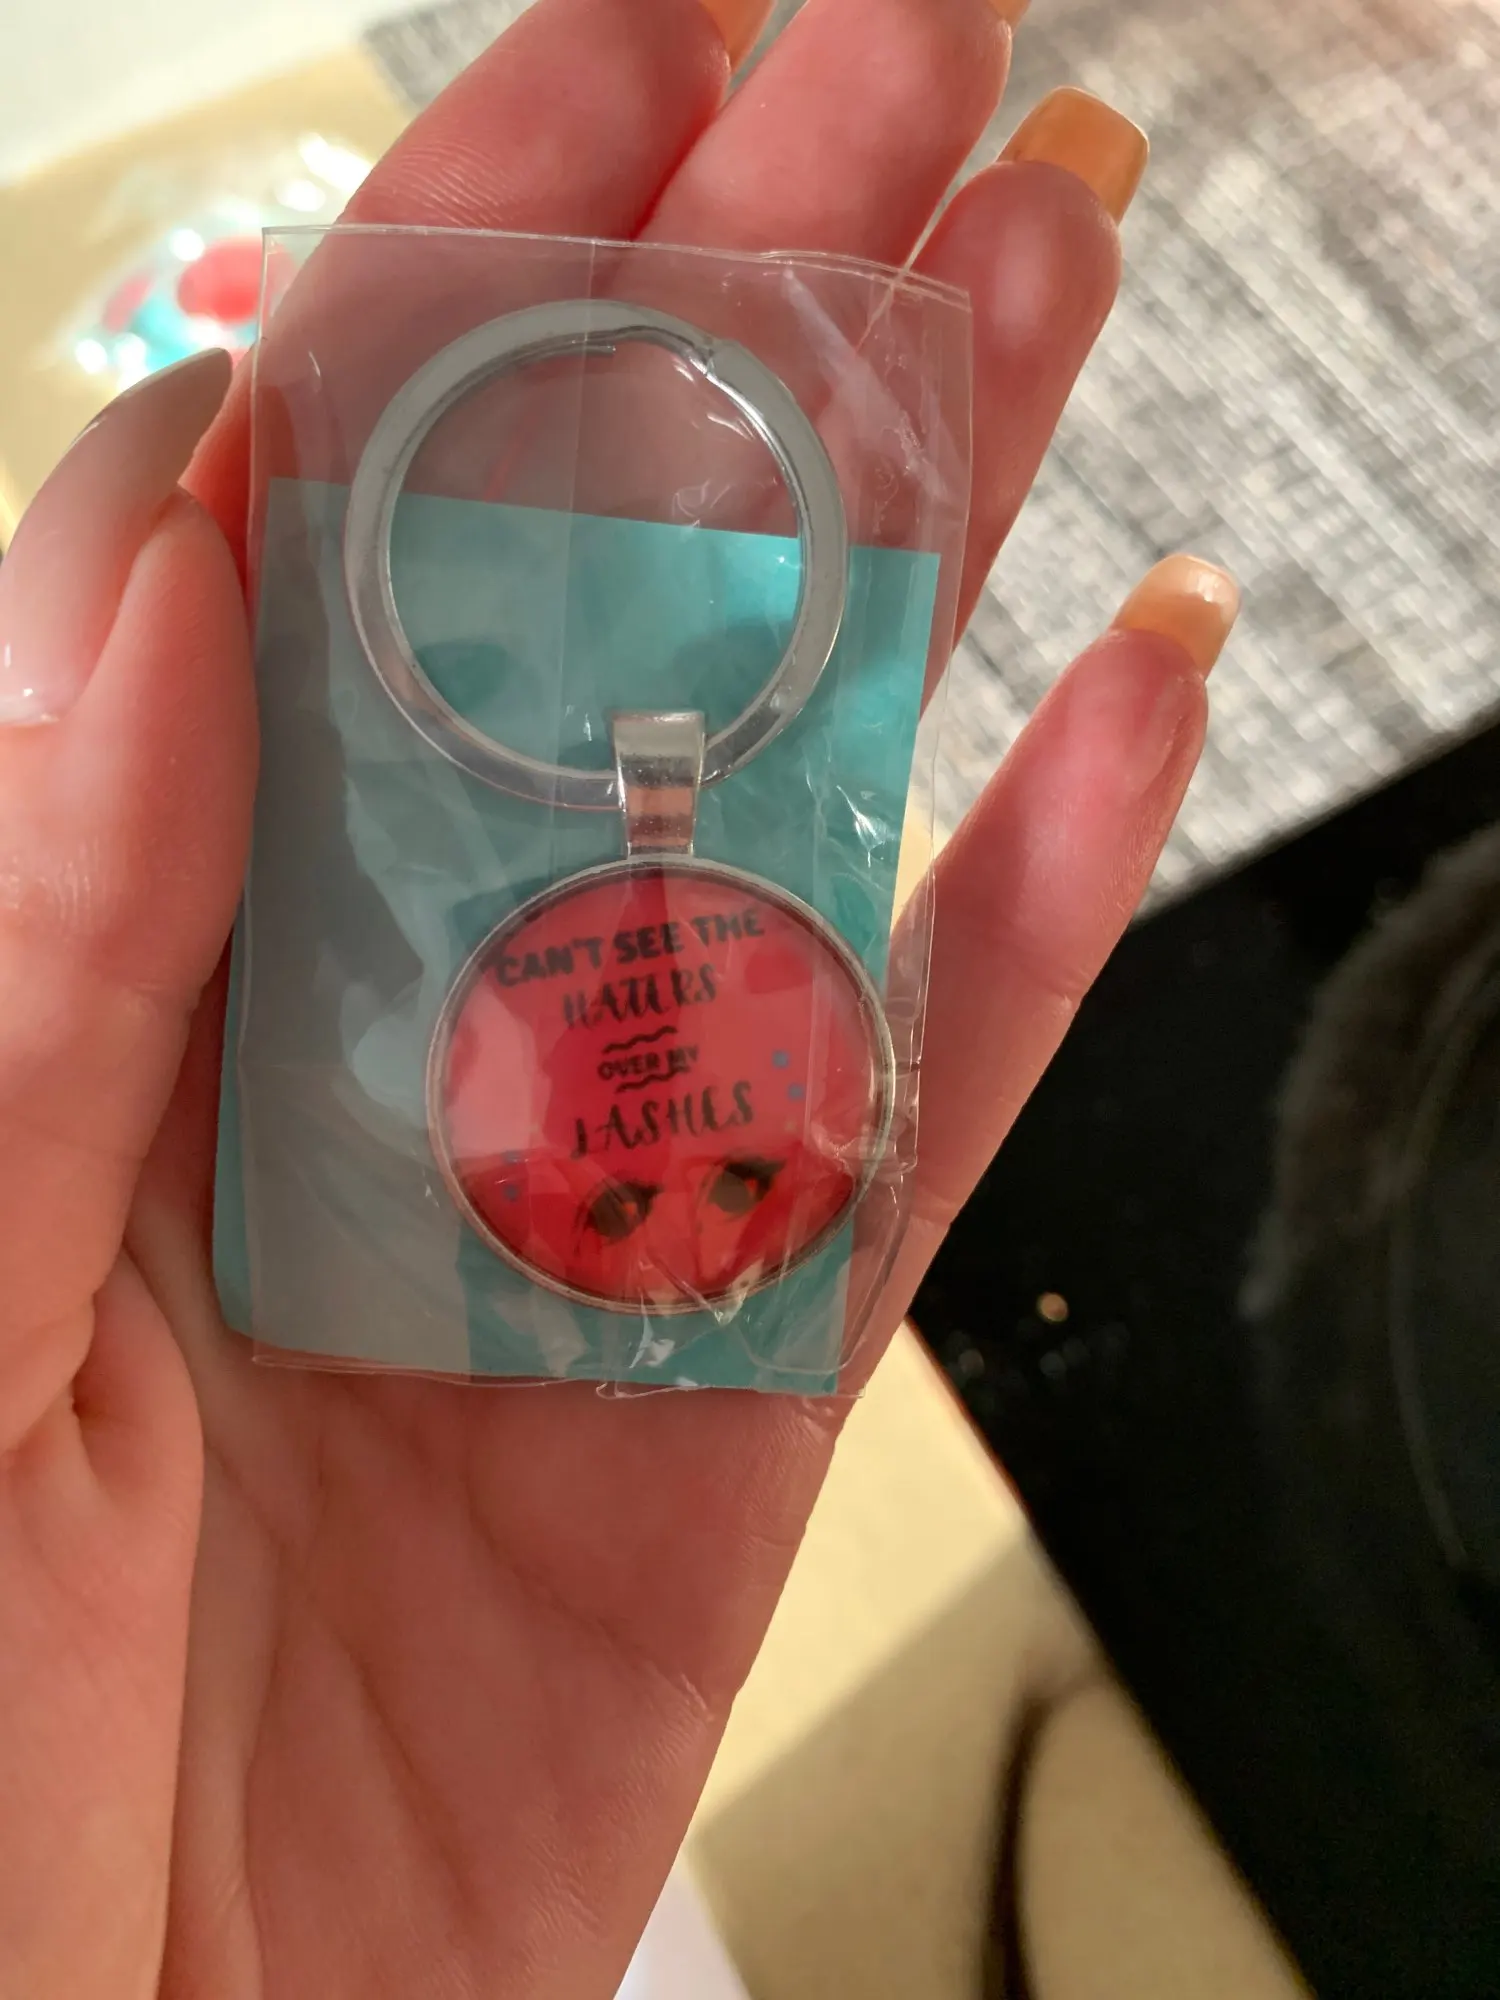 CAN'T SEE THE
HATERS
OVER MY
LASHES